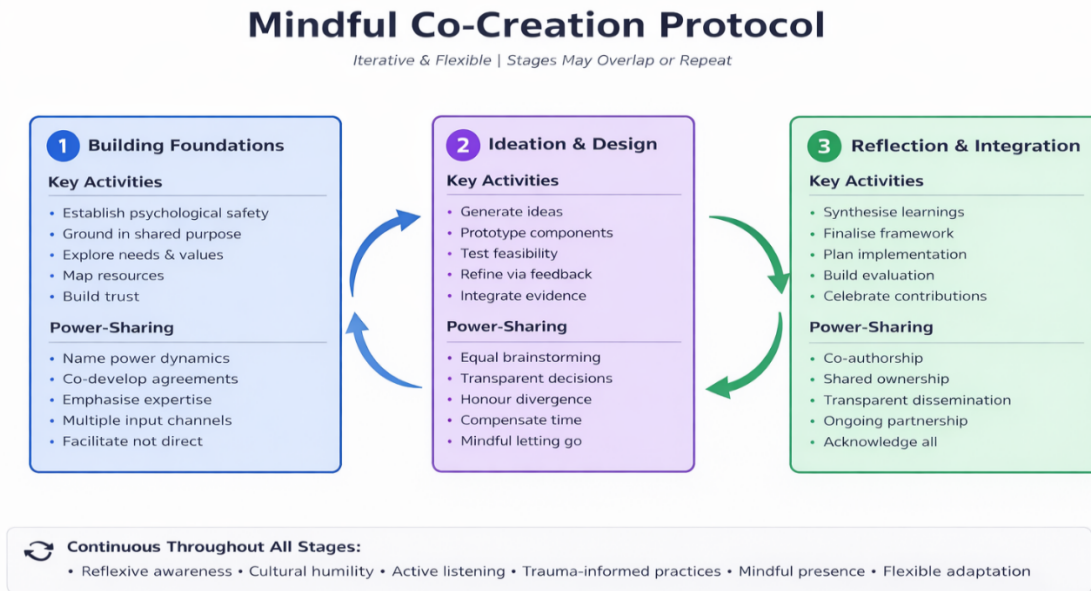 Mindful Co-Creation Protocol
Iterative & Flexible | Stages May Overlap or Repeat
1 Building Foundations
Key Activities
• Establish psychological safety
• Ground in shared purpose
• Explore needs & values
• Map resources
• Build trust
Power-Sharing
• Name power dynamics
• Co-develop agreements
• Emphasise expertise
• Multiple input channels
• Facilitate not direct
2 Ideation & Design
Key Activities
• Generate ideas
• Prototype components
• Test feasibility
• Refine via feedback
• Integrate evidence
Power-Sharing
• Equal brainstorming
• Transparent decisions
• Honour divergence
• Compensate time
• Mindful letting go
3 Reflection & Integration
Key Activities
• Synthesise learnings
• Finalise framework
• Plan implementation
• Build evaluation
• Celebrate contributions
Power-Sharing
• Co-authorship
• Shared ownership
• Transparent dissemination
• Ongoing partnership
• Acknowledge all
Continuous Throughout All Stages:
• Reflexive awareness • Cultural humility • Active listening • Trauma-informed practices • Mindful presence • Flexible adaptation